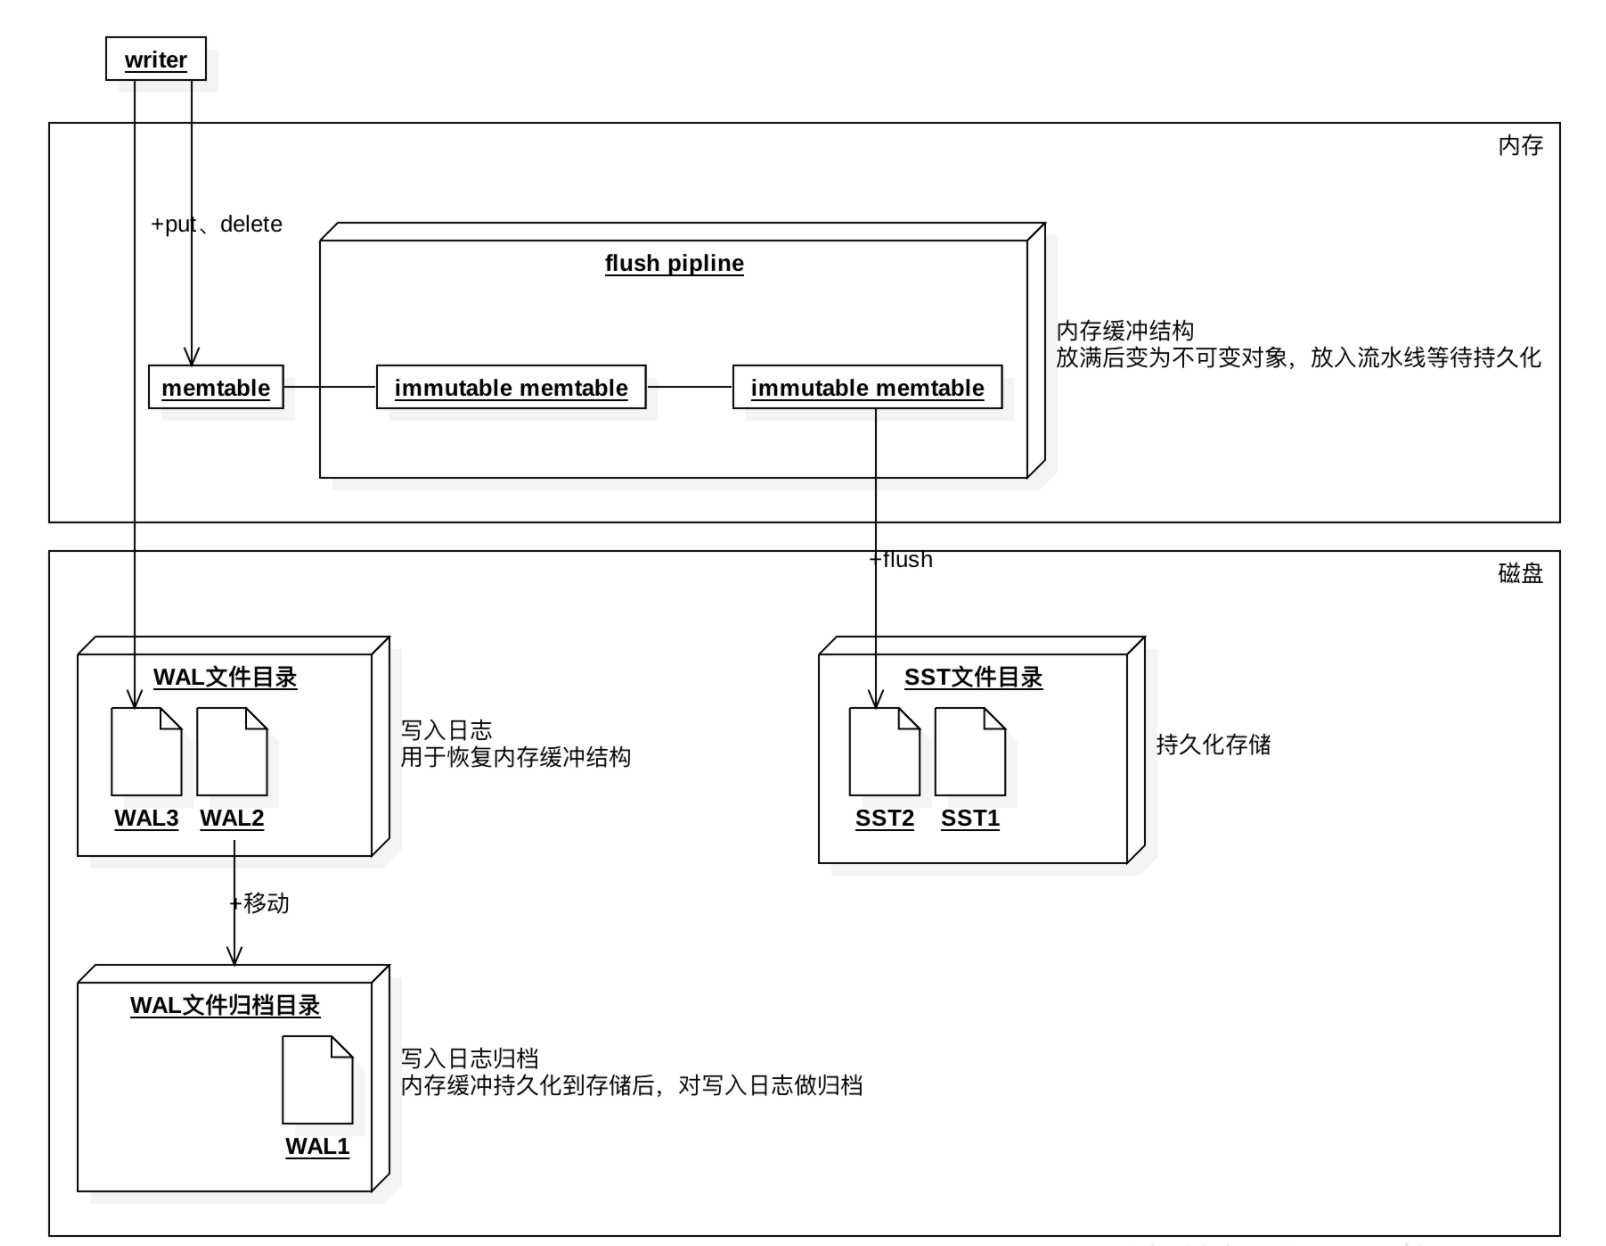 writer
内存
+put、delete
flush pipline
内存缓冲结构
放满后变为不可变对象，放入流水线等待持久化
memtable
immutable memtable
immutable memtable
+flush
磁盘
WAL文件目录
写入日志
用于恢复内存缓冲结构
WAL3
WAL2
SST文件目录
持久化存储
SST2
SST1
+移动
WAL文件归档目录
写入日志归档
内存缓冲持久化到存储后，对写入日志做归档
WAL1